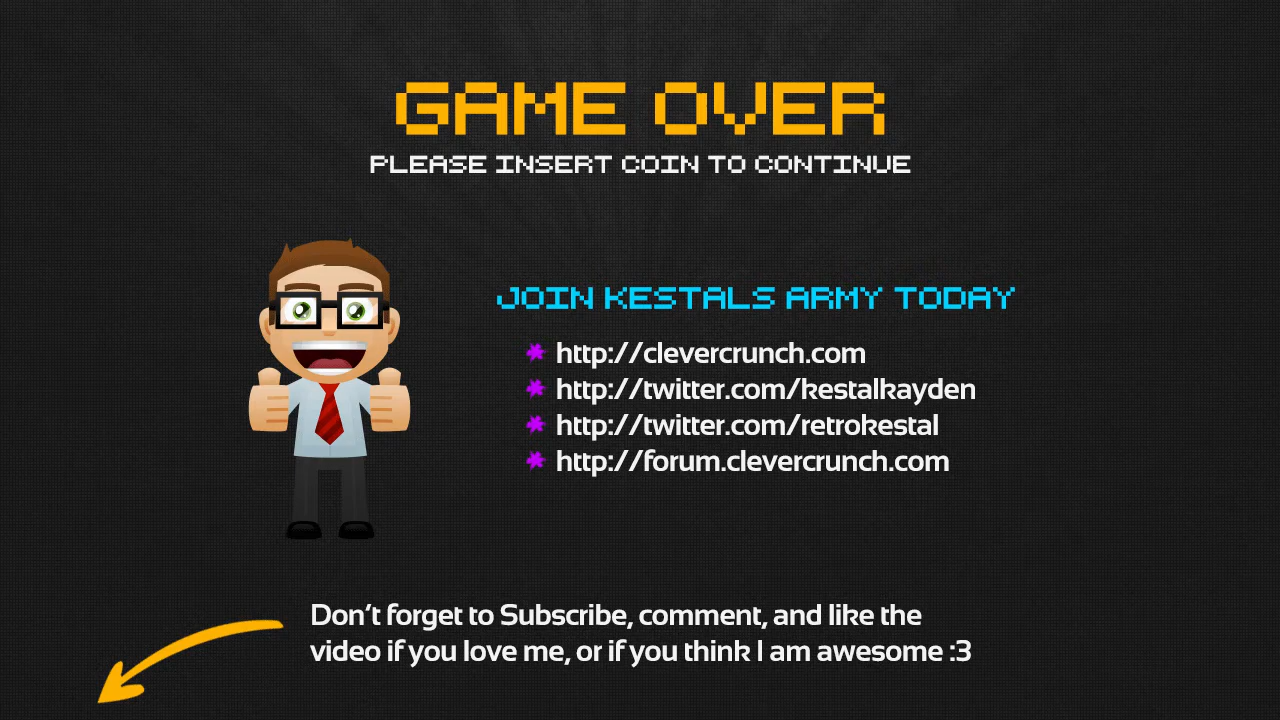 GAME OVER
PLEASE INSERT COIN TO CONTINUE
JOIN KESTALS ARMY TODAY
http://clevercrunch.com
http://twitter.com/kestalkayden
http://twitter.com/retrokestal
http://forum.clevercrunch.com
Don't forget to Subscribe, comment, and like the
video if you love me, or if you think I am awesome :3